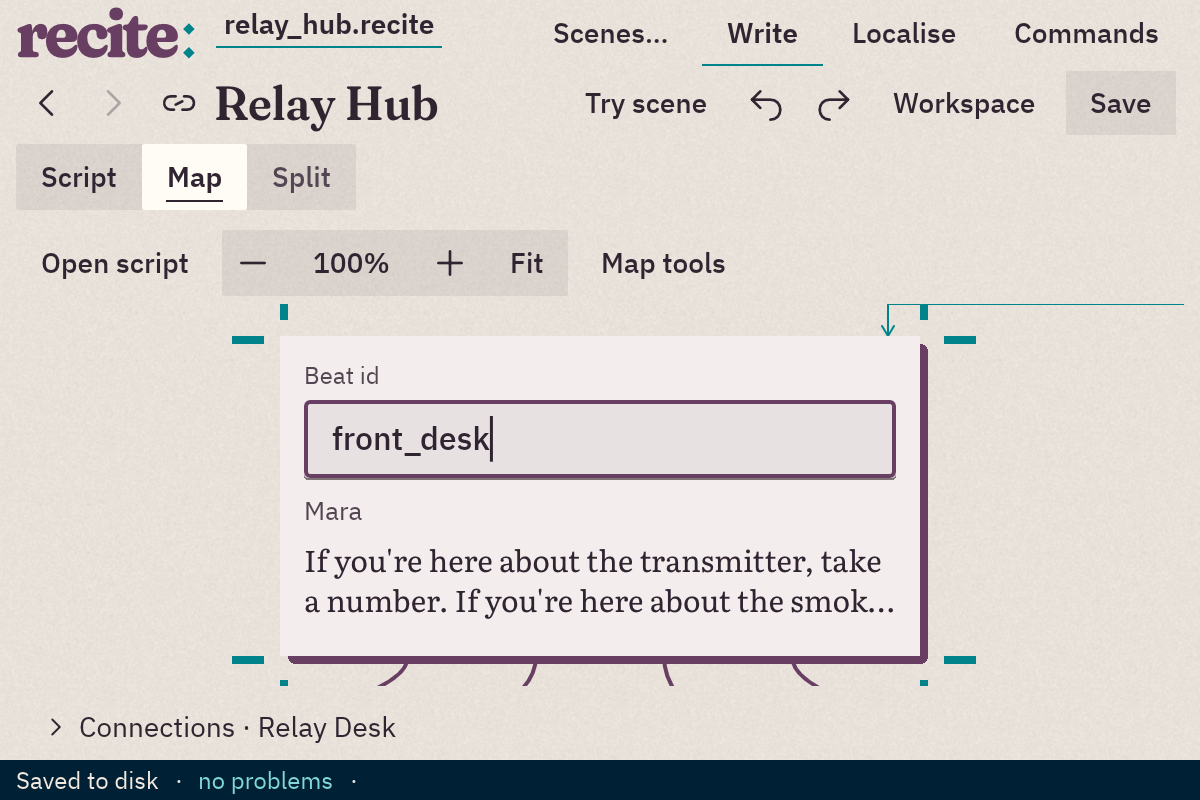 recite:
relay_hub.recite
Scenes...
Write
Localise
Commands
Relay Hub
Try scene
Workspace
Save
Script
Map
Split
Open script
100%
Fit
Map tools
Beat id
front_desk
Mara
If you're here about the transmitter, take
a number. If you're here about the smok...
Connections · Relay Desk
Saved to disk · no problems ·